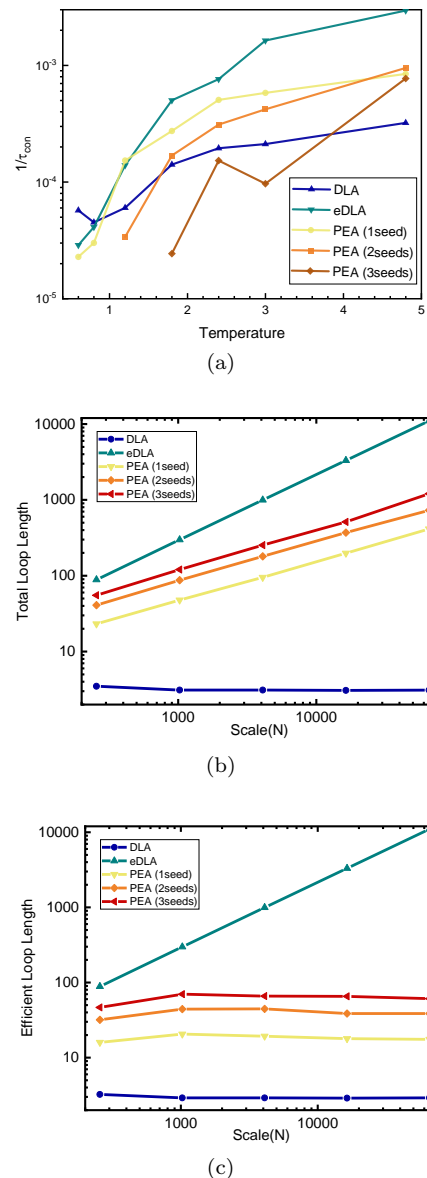 10⁻³
10⁻⁴
10⁻⁵
1/τcon
DLA
eDLA
PEA (1seed)
PEA (2seeds)
PEA (3seeds)
1 2 3 4 5
Temperature
(a)
10000
1000
100
10
Total Loop Length
DLA
eDLA
PEA (1seed)
PEA (2seeds)
PEA (3seeds)
1000 10000
Scale(N)
(b)
10000
1000
100
10
Efficient Loop Length
DLA
eDLA
PEA (1seed)
PEA (2seeds)
PEA (3seeds)
1000 10000
Scale(N)
(c)